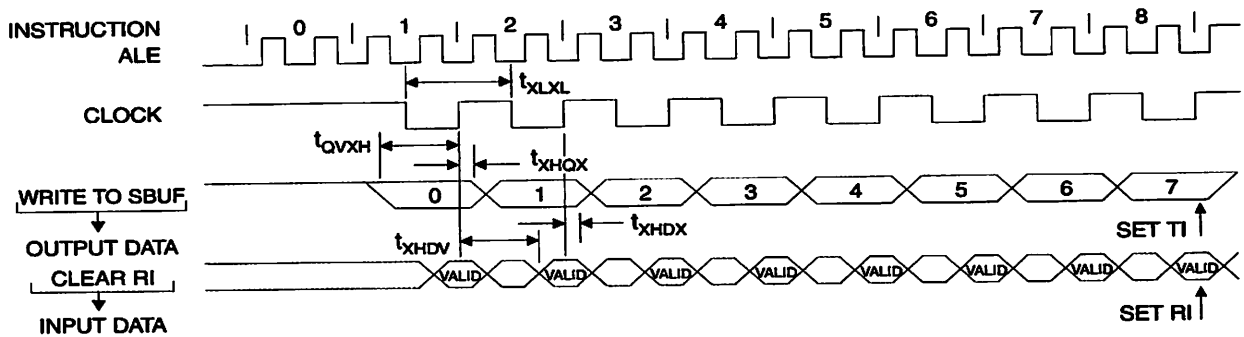 INSTRUCTION
ALE
0 1 2 3 4 5 6 7 8
tXLXL
CLOCK
tQVXH
tXHQX
WRITE TO SBUF
0 1 2 3 4 5 6 7
OUTPUT DATA
tXHDV
tXHDX
SET TI
CLEAR RI
VALID VALID VALID VALID VALID VALID VALID VALID
INPUT DATA
SET RI